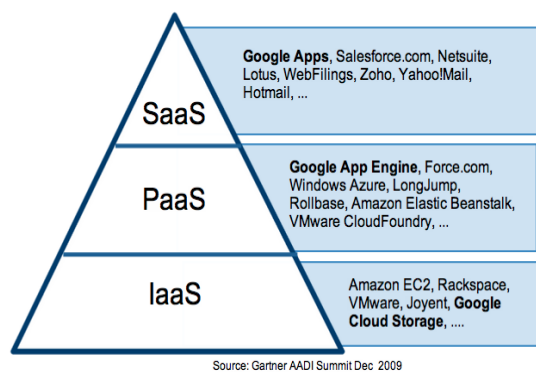 SaaS
Google Apps, Salesforce.com, Netsuite,
Lotus, WebFilings, Zoho, Yahoo!Mail,
Hotmail, ...
PaaS
Google App Engine, Force.com,
Windows Azure, LongJump,
Rollbase, Amazon Elastic Beanstalk,
VMware CloudFoundry, ...
IaaS
Amazon EC2, Rackspace,
VMware, Joyent, Google
Cloud Storage, ....
Source: Gartner AADI Summit Dec 2009